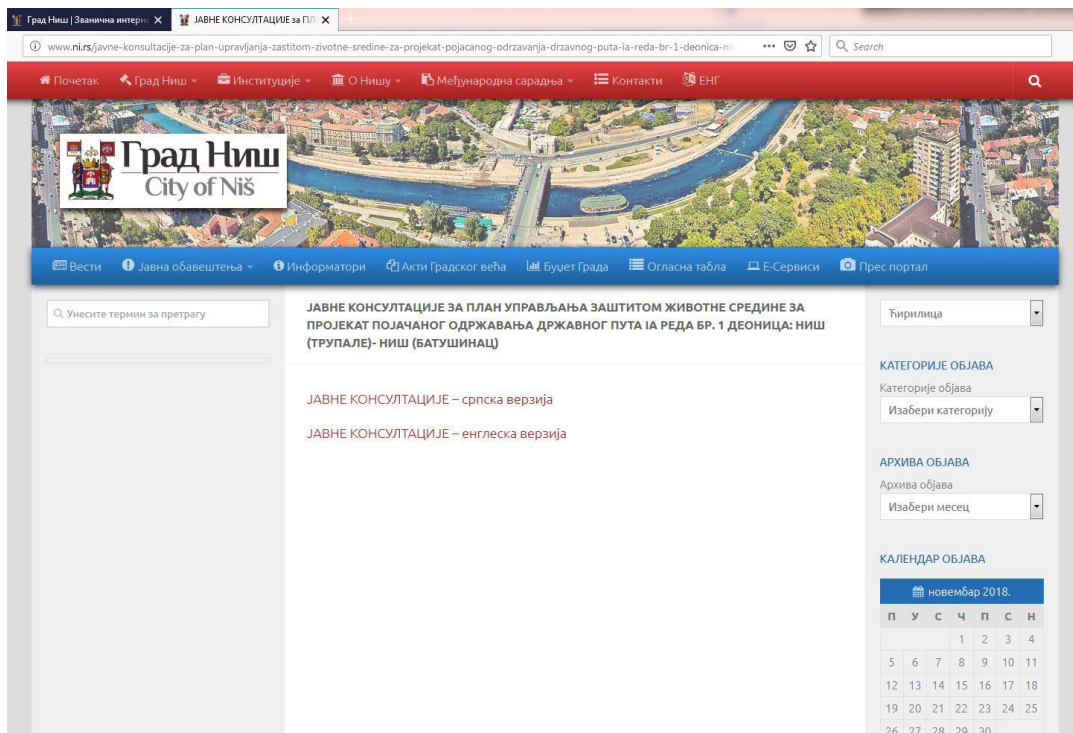 Град Ниш | Званична интерн
ЈАВНЕ КОНСУЛТАЦИЈЕ за ПЛ
www.ni.rs/javne-konsultacije-za-plan-upravljanja-zastitom-zivotne-sredine-za-projekat-pojacanog-odrzavanja-drzavnog-puta-ia-reda-br-1-deonica-ni
Search
Почетак Град Ниш Институције О Нишу Међународна сарадња Контакти ЕНГ
Град Ниш
City of Niš
Вести Јавна обавештења Информатори Акти Градског већа Буџет Града Огласна табла Е-Сервиси Прес портал
Унесите термин за претрагу
ЈАВНЕ КОНСУЛТАЦИЈЕ ЗА ПЛАН УПРАВЉАЊА ЗАШТИТОМ ЖИВОТНЕ СРЕДИНЕ ЗА
ПРОЈЕКАТ ПОЈАЧАНОГ ОДРЖАВАЊА ДРЖАВНОГ ПУТА IA РЕДА БР. 1 ДЕОНИЦА: НИШ
(ТРУПАЛЕ)- НИШ (БАТУШИНАЦ)
ЈАВНЕ КОНСУЛТАЦИЈЕ – српска верзија
ЈАВНЕ КОНСУЛТАЦИЈЕ – енглеска верзија
Ћирилица
КАТЕГОРИЈЕ ОБЈАВА
Категорије објава
Изабери категорију
АРХИВА ОБЈАВА
Архива објава
Изабери месец
КАЛЕНДАР ОБЈАВА
новембар 2018.
П У С Ч П С Н
1 2 3 4
5 6 7 8 9 10 11
12 13 14 15 16 17 18
19 20 21 22 23 24 25
26 27 28 29 30